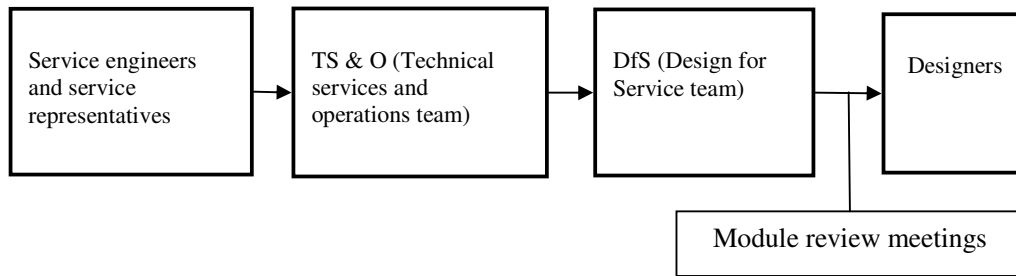 Service engineers
and service
representatives
TS & O (Technical
services and
operations team)
DfS (Design for
Service team)
Designers
Module review meetings